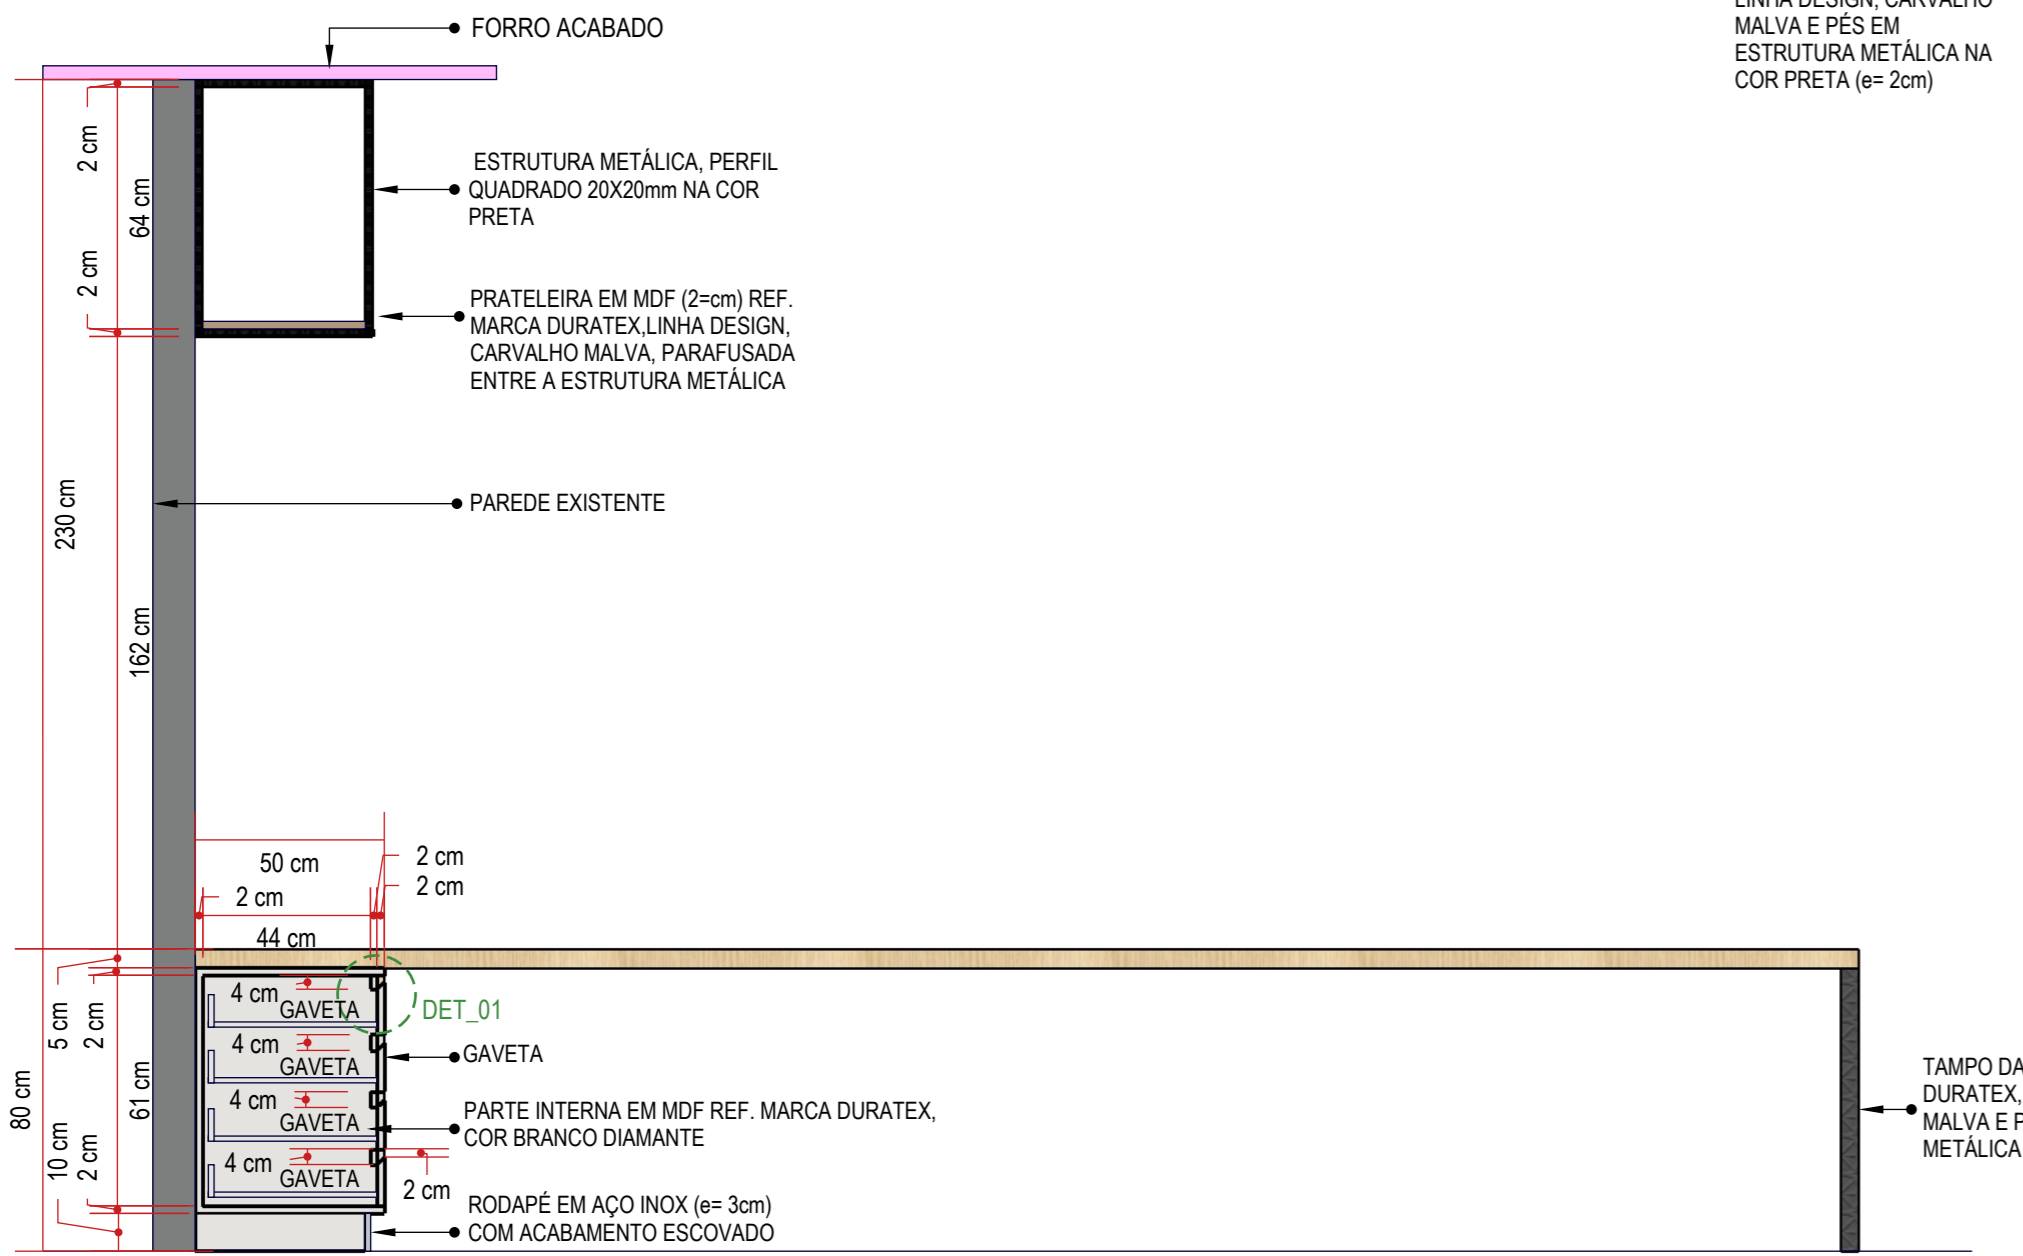 FORRO ACABADO
LINHA DESIGN, CARVALHO
MALVA E PÉS EM
ESTRUTURA METÁLICA NA
COR PRETA (e= 2cm)
2 cm
64 cm
2 cm
ESTRUTURA METÁLICA, PERFIL
QUADRADO 20X20mm NA COR
PRETA
PRATELEIRA EM MDF (2=cm) REF.
MARCA DURATEX,LINHA DESIGN,
CARVALHO MALVA, PARAFUSADA
ENTRE A ESTRUTURA METÁLICA
230 cm
PAREDE EXISTENTE
162 cm
50 cm
2 cm
2 cm
2 cm
44 cm
80 cm
5 cm
2 cm
61 cm
10 cm
2 cm
4 cm
GAVETA
DET_01
4 cm
GAVETA
GAVETA
4 cm
GAVETA
4 cm
GAVETA
2 cm
PARTE INTERNA EM MDF REF. MARCA DURATEX,
COR BRANCO DIAMANTE
RODAPÉ EM AÇO INOX (e= 3cm)
COM ACABAMENTO ESCOVADO
TAMPO DA
DURATEX,
MALVA E P
METÁLICA